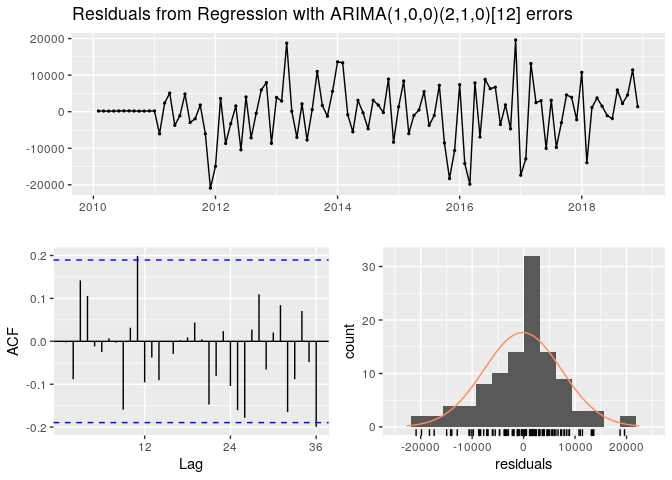 Residuals from Regression with ARIMA(1,0,0)(2,1,0)[12] errors
20000
10000
0
-10000
-20000
2010 2012 2014 2016 2018
ACF
0.2
0.1
0.0
-0.1
-0.2
12 24 36
Lag
count
30
20
10
0
-20000 -10000 0 10000 20000
residuals